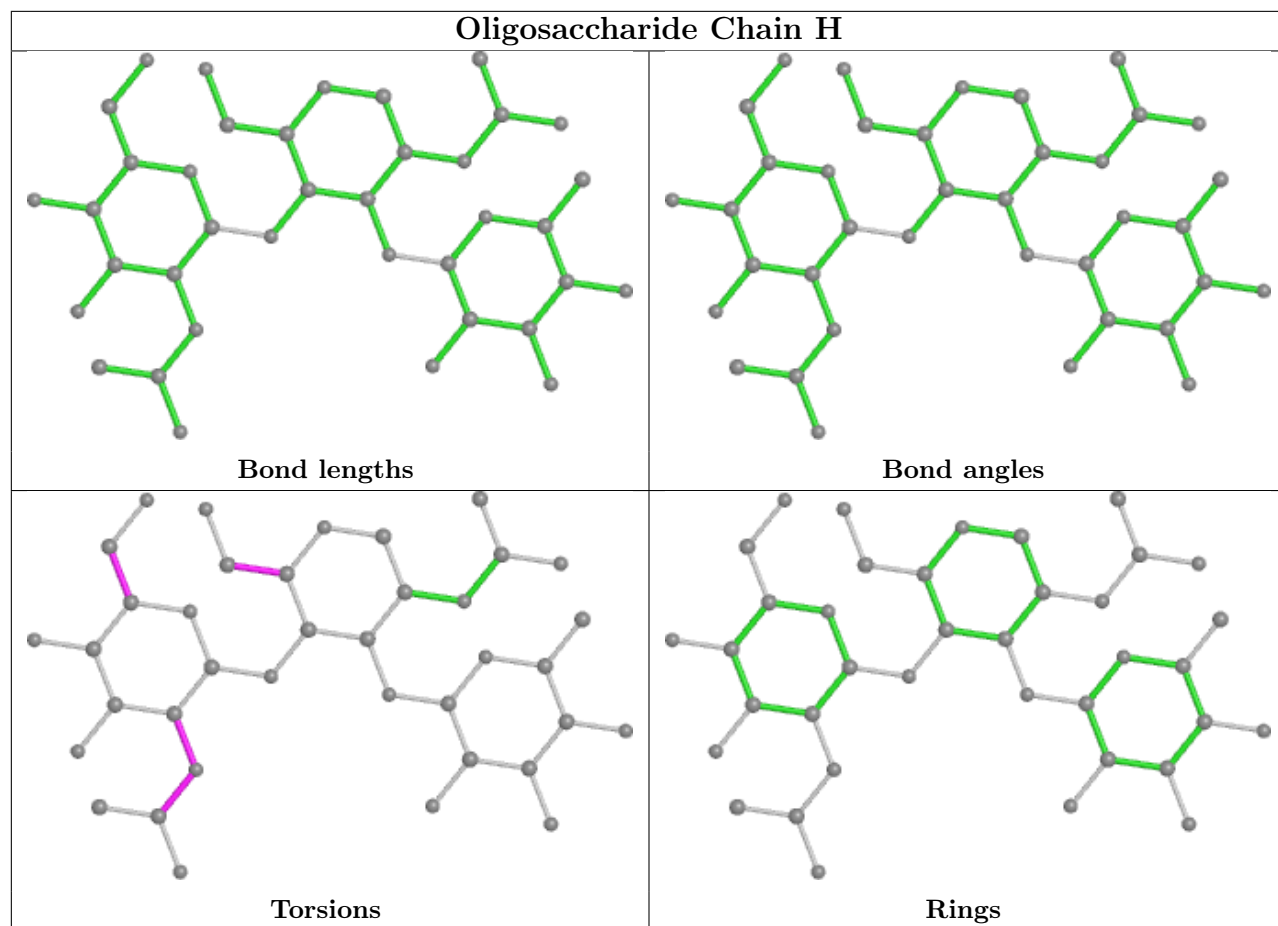 Oligosaccharide Chain H
Bond lengths
Bond angles
Torsions
Rings